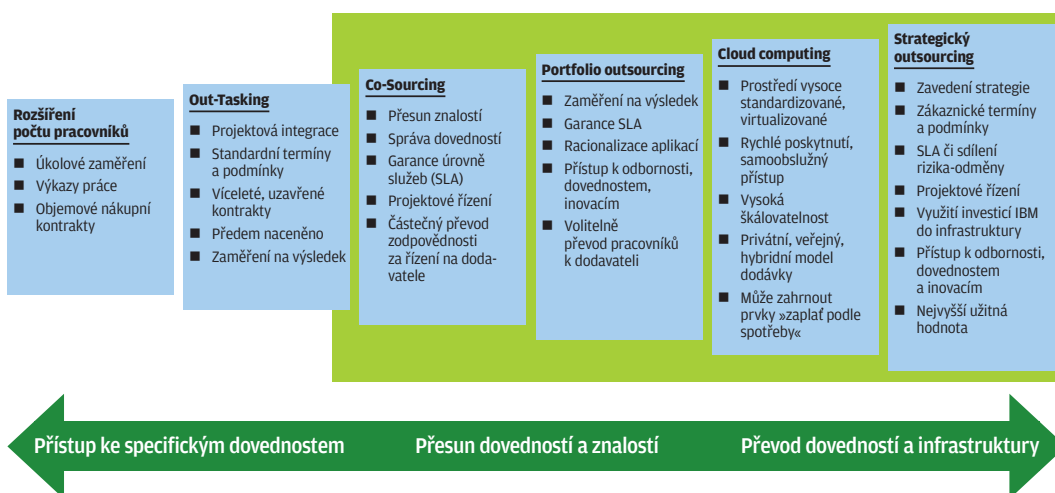 Rozšíření
počtu pracovníků
Úkolové zaměření
Výkazy práce
Objemové nákupní
kontrakty
Out-Tasking
Projektová integrace
Standardní termíny
a podmínky
Víceleté, uzavřené
kontrakty
Předem naceněno
Zaměření na výsledek
Co-Sourcing
Přesun znalostí
Správa dovedností
Garance úrovně
služeb (SLA)
Projektové řízení
Částečný převod
zodpovědnosti
za řízení na doda-
vatele
Portfolio outsourcing
Zaměření na výsledek
Garance SLA
Racionalizace aplikací
Přístup k odbornosti,
dovednostem,
inovacím
Volitelně
převod pracovníků
k dodavateli
Cloud computing
Prostředí vysoce
standardizované,
virtualizované
Rychlé poskytnutí,
samoobslužný
přístup
Vysoká
škálovatelnost
Privátní, veřejný,
hybridní model
dodávky
Může zahrnout
prvky »zaplať podle
spotřeby«
Strategický
outsourcing
Zavedení strategie
Zákaznické termíny
a podmínky
SLA či sdílení
rizika-odměny
Projektové řízení
Využití investicí IBM
do infrastruktury
Přístup k odbornosti,
dovednostem
a inovacím
Nejvyšší užitná
hodnota
Přístup ke specifickým dovednostem
Přesun dovedností a znalostí
Převod dovedností a infrastruktury